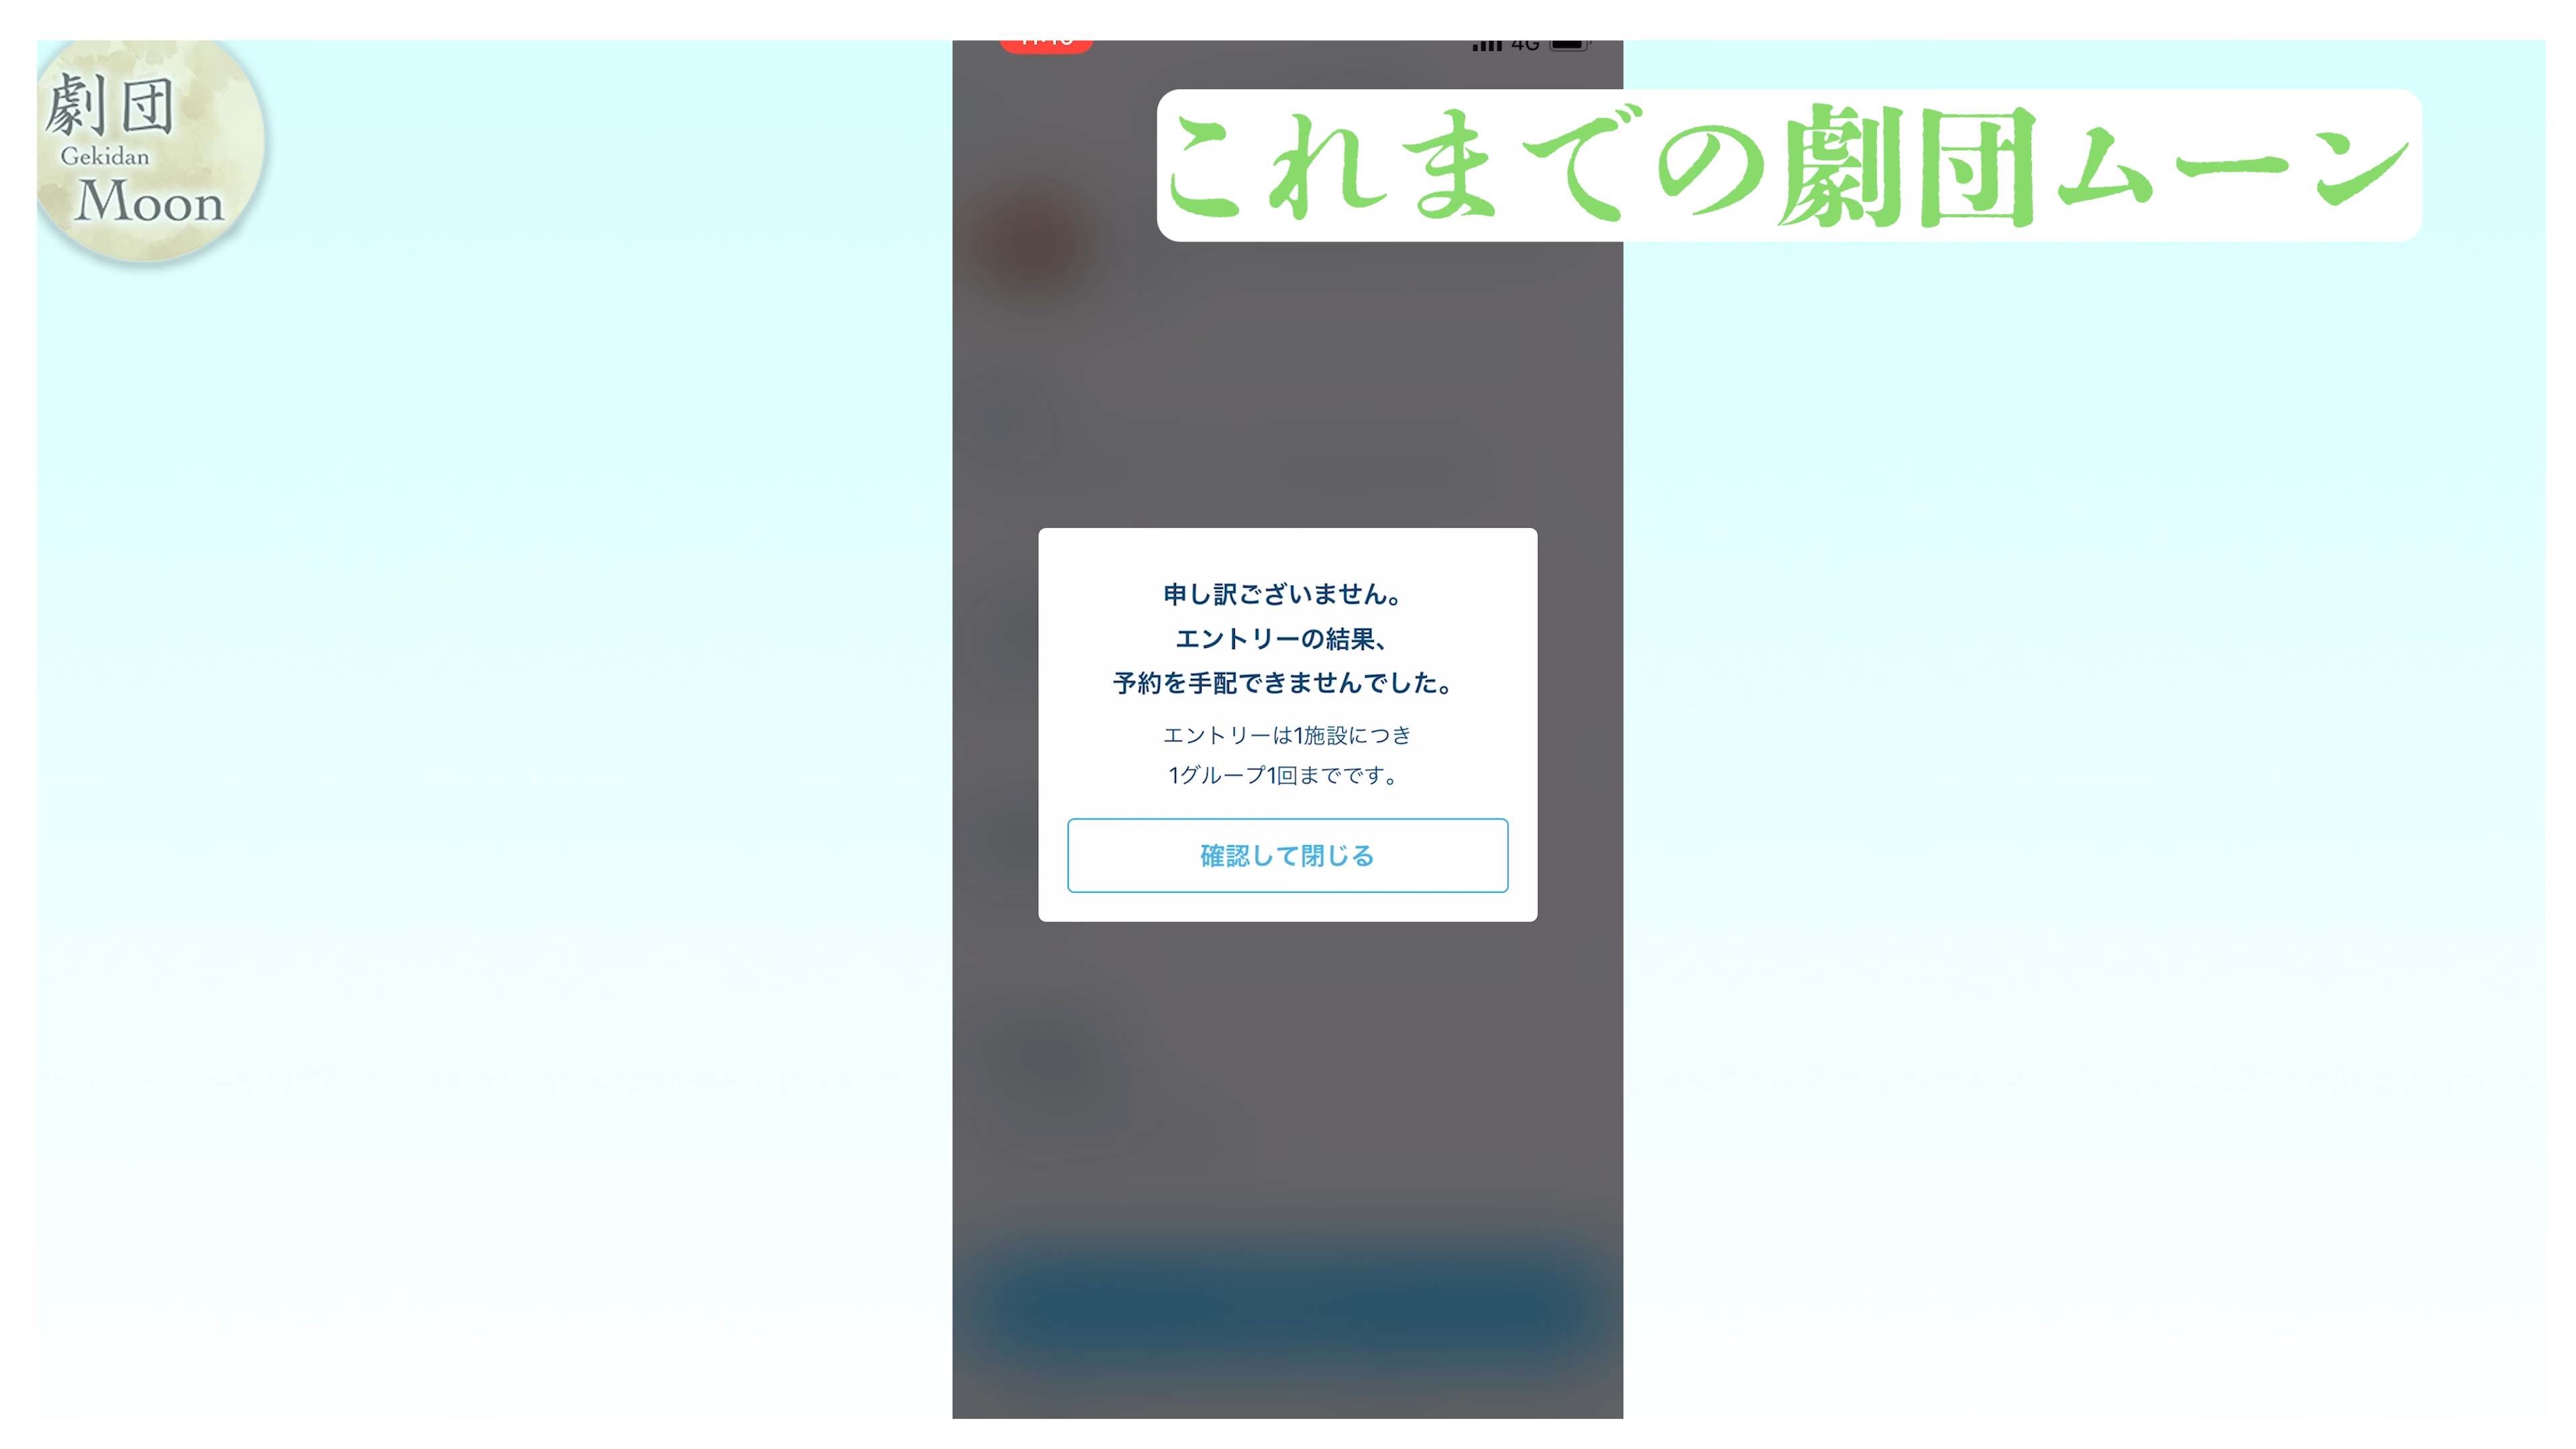 劇団
Gekidan
Moon
4G
これまでの劇団ムーン
申し訳ございません。
エントリーの結果、
予約を手配できませんでした。
エントリーは1施設につき
1グループ1回までです。
確認して閉じる